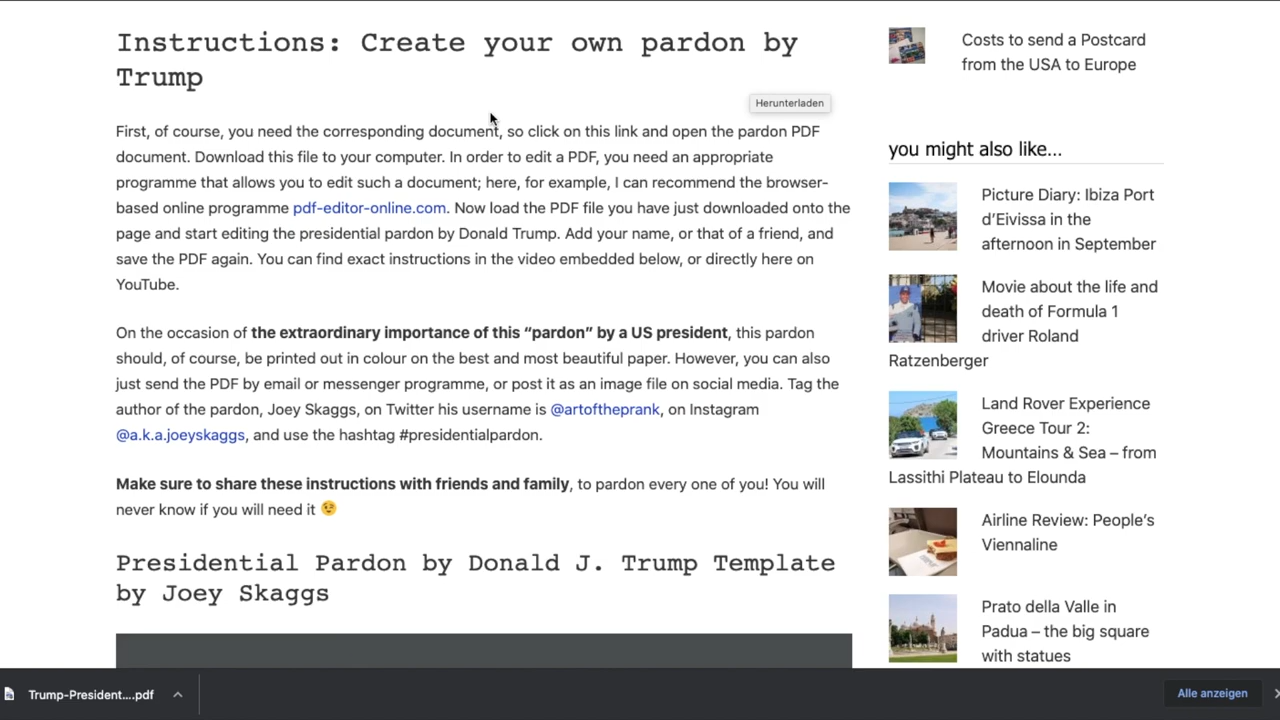 Instructions: Create your own pardon by
Trump
First, of course, you need the corresponding document, so click on this link and open the pardon PDF
document. Download this file to your computer. In order to edit a PDF, you need an appropriate
programme that allows you to edit such a document; here, for example, I can recommend the browser-
based online programme pdf-editor-online.com. Now load the PDF file you have just downloaded onto the
page and start editing the presidential pardon by Donald Trump. Add your name, or that of a friend, and
save the PDF again. You can find exact instructions in the video embedded below, or directly here on
YouTube.
On the occasion of the extraordinary importance of this “pardon” by a US president, this pardon
should, of course, be printed out in colour on the best and most beautiful paper. However, you can also
just send the PDF by email or messenger programme, or post it as an image file on social media. Tag the
author of the pardon, Joey Skaggs, on Twitter his username is @artoftheprank, on Instagram
@a.k.a.joeyskaggs, and use the hashtag #presidentialpardon.
Make sure to share these instructions with friends and family, to pardon every one of you! You will
never know if you will need it 😉
Presidential Pardon by Donald J. Trump Template
by Joey Skaggs
Herunterladen
Costs to send a Postcard
from the USA to Europe
you might also like...
Picture Diary: Ibiza Port
d’Eivissa in the
afternoon in September
Movie about the life and
death of Formula 1
driver Roland
Ratzenberger
Land Rover Experience
Greece Tour 2:
Mountains & Sea – from
Lassithi Plateau to Elounda
Airline Review: People’s
Viennaline
Prato della Valle in
Padua – the big square
with statues
Trump-President....pdf
Alle anzeigen